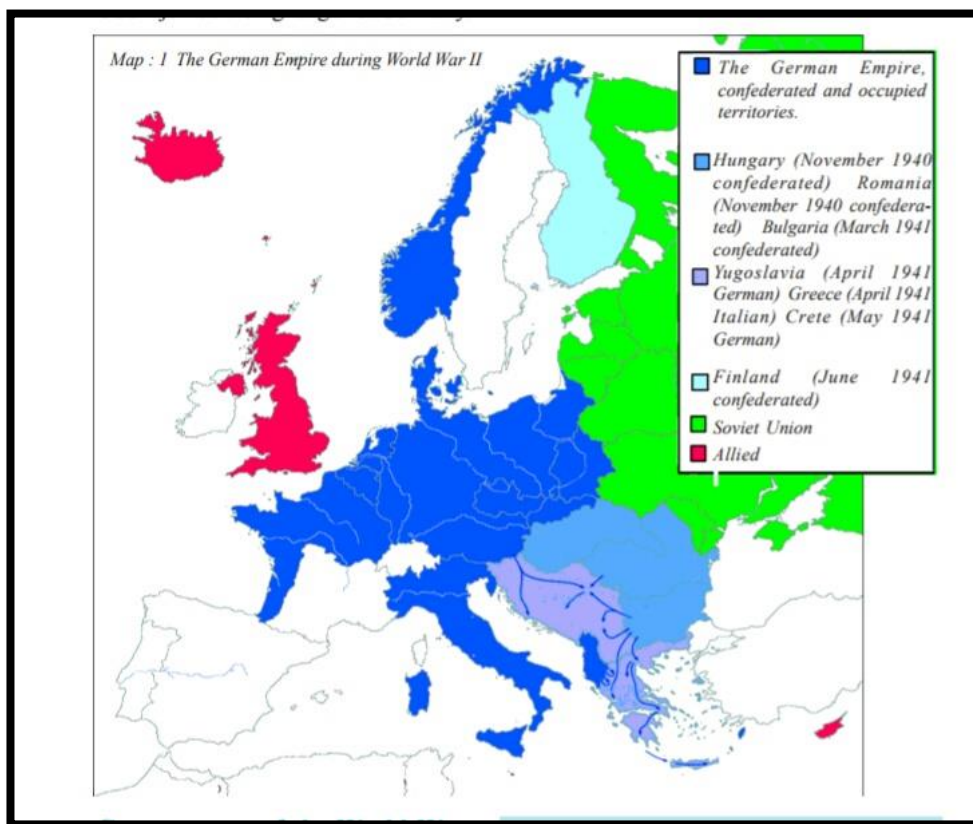 Map : 1 The German Empire during World War II
The German Empire,
confederated and occupied
territories.
Hungary (November 1940
confederated) Romania
(November 1940 confedera-
ted) Bulgaria (March 1941
confederated)
Yugoslavia (April 1941
German) Greece (April 1941
Italian) Crete (May 1941
German)
Finland (June 1941
confederated)
Soviet Union
Allied